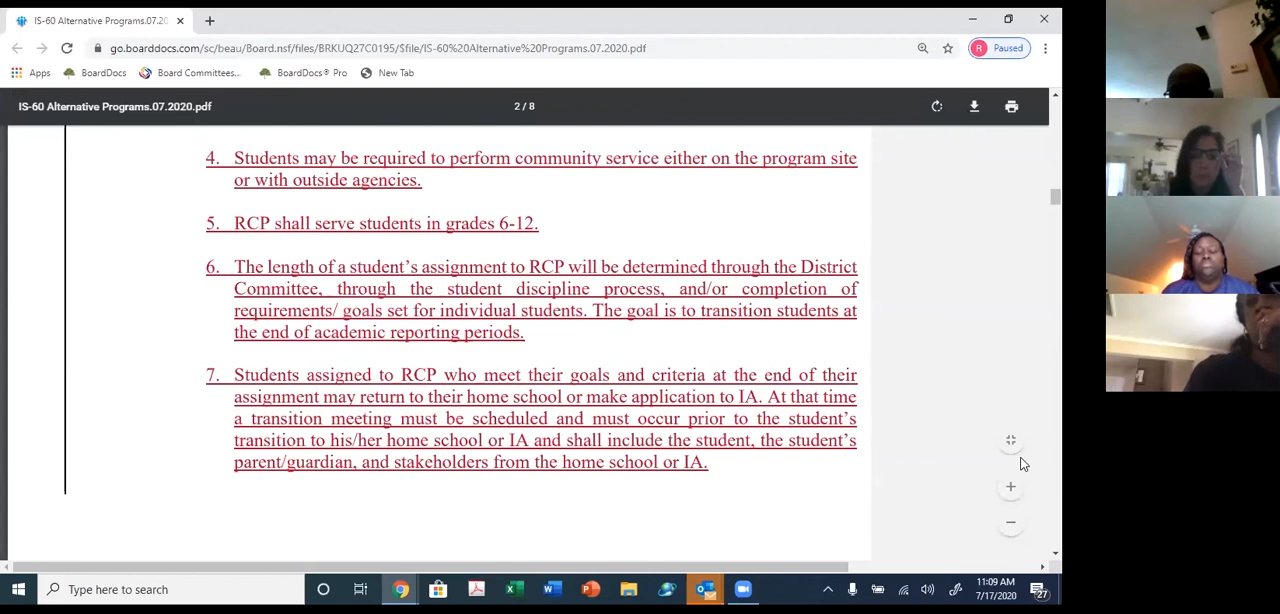 IS-60 Alternative Programs.07.20
go.boarddocs.com/sc/beau/Board.nsf/files/BRKUQ27C0195/$file/IS-60%20Alternative%20Programs.07.2020.pdf
R Paused
Apps BoardDocs Board Committees... BoardDocs® Pro New Tab
IS-60 Alternative Programs.07.2020.pdf 2 / 8
4. Students may be required to perform community service either on the program site
or with outside agencies.
5. RCP shall serve students in grades 6-12.
6. The length of a student's assignment to RCP will be determined through the District
Committee, through the student discipline process, and/or completion of
requirements/ goals set for individual students. The goal is to transition students at
the end of academic reporting periods.
7. Students assigned to RCP who meet their goals and criteria at the end of their
assignment may return to their home school or make application to IA. At that time
a transition meeting must be scheduled and must occur prior to the student's
transition to his/her home school or IA and shall include the student, the student's
parent/guardian, and stakeholders from the home school or IA.
Type here to search
11:09 AM
7/17/2020
27